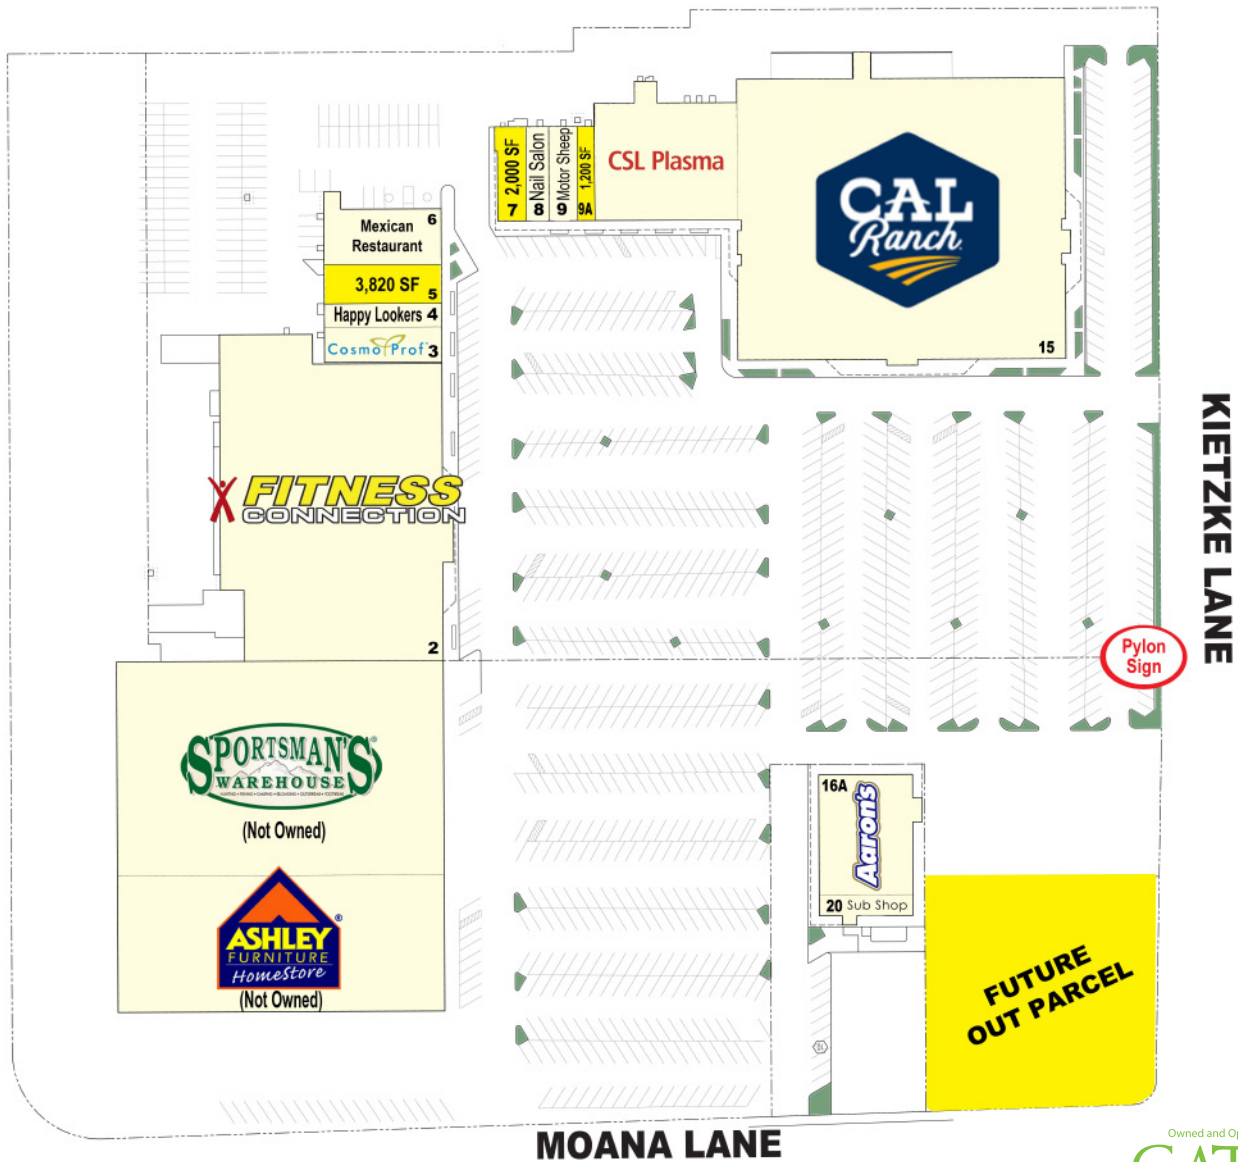 2,000 SF
7
Nail Salon
8
Motor Sheep
9
1,200 SF
9A
CSL Plasma
CAL
Ranch
15
6
Mexican
Restaurant
3,820 SF 5
Happy Lookers 4
CosmoProf 3
FITNESS
CONNECTION
2
KIETZKE LANE
Pylon
Sign
SPORTSMAN'S®
WAREHOUSE
(Not Owned)
16A
Aaron's
20 Sub Shop
ASHLEY®
FURNITURE
HomeStore
(Not Owned)
FUTURE
OUT PARCEL
MOANA LANE
Owned and Op